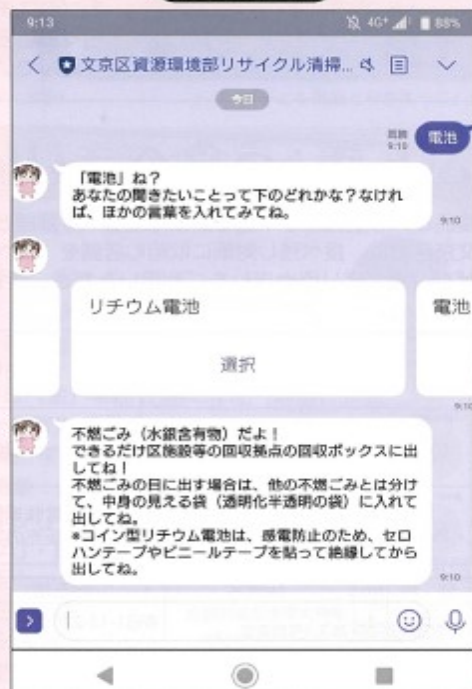 9:13
4G+
88%
文京区資源環境部リサイクル清掃...
今日
既読
9:10
電池
「電池」ね?
あなたの聞きたいことって下のどれかな?なけれ
ば、ほかの言葉を入れてみてね。
9:10
リチウム電池
選択
電池
9:10
不燃ごみ(水銀含有物)だよ!
できるだけ区施設等の回収拠点の回収ボックスに出
してね!
不燃ごみの日に出す場合は、他の不燃ごみとは分け
て、中身の見える袋(透明化半透明の袋)に入れて
出してね。
*コイン型リチウム電池は、感電防止のため、セロ
ハンテープやビニールテープを貼って絶縁してから
出してね。
9:10